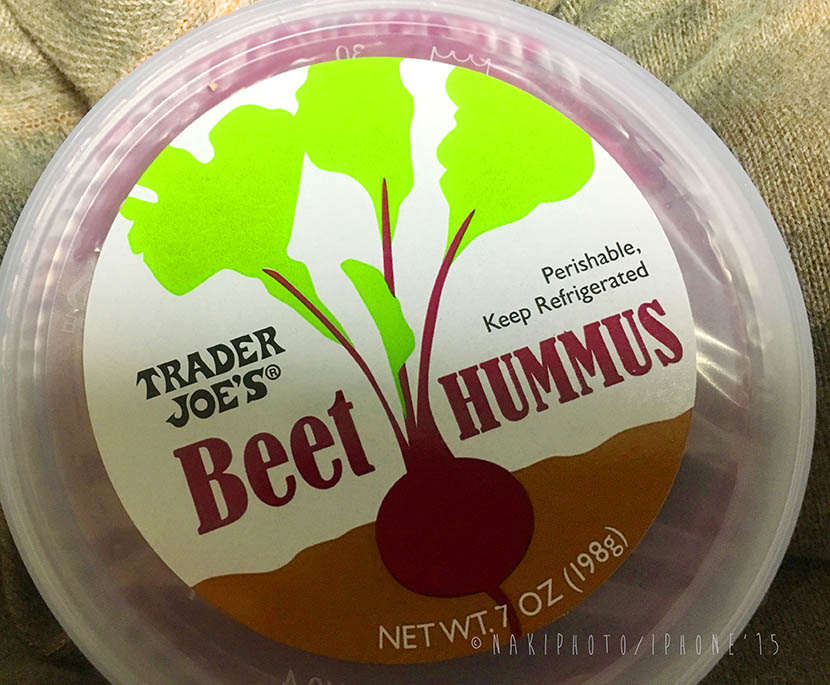 TRADER
JOE'S®
Perishable,
Keep Refrigerated
Beet HUMMUS
NET WT. 7 OZ (198g)
© NAKIPHOTO/IPHONE'15